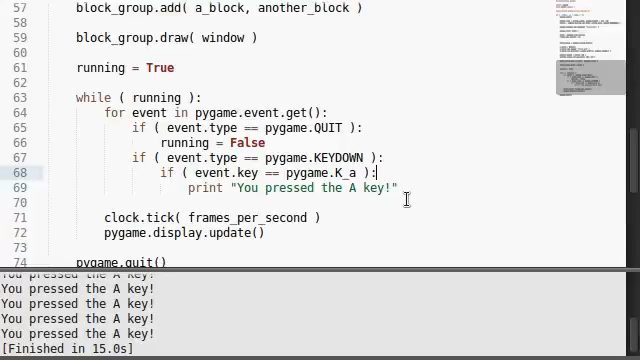 57 block_group.add( a_block, another_block )
58
59 block_group.draw( window )
60
61 running = True
62
63 while ( running ):
64 for event in pygame.event.get():
65 if ( event.type == pygame.QUIT ):
66 running = False
67 if ( event.type == pygame.KEYDOWN ):
68 if ( event.key == pygame.K_a ):
69 print "You pressed the A key!"
70
71 clock.tick( frames_per_second )
72 pygame.display.update()
73
74 pygame.quit()
You pressed the A key!
You pressed the A key!
You pressed the A key!
You pressed the A key!
You pressed the A key!
[Finished in 15.0s]